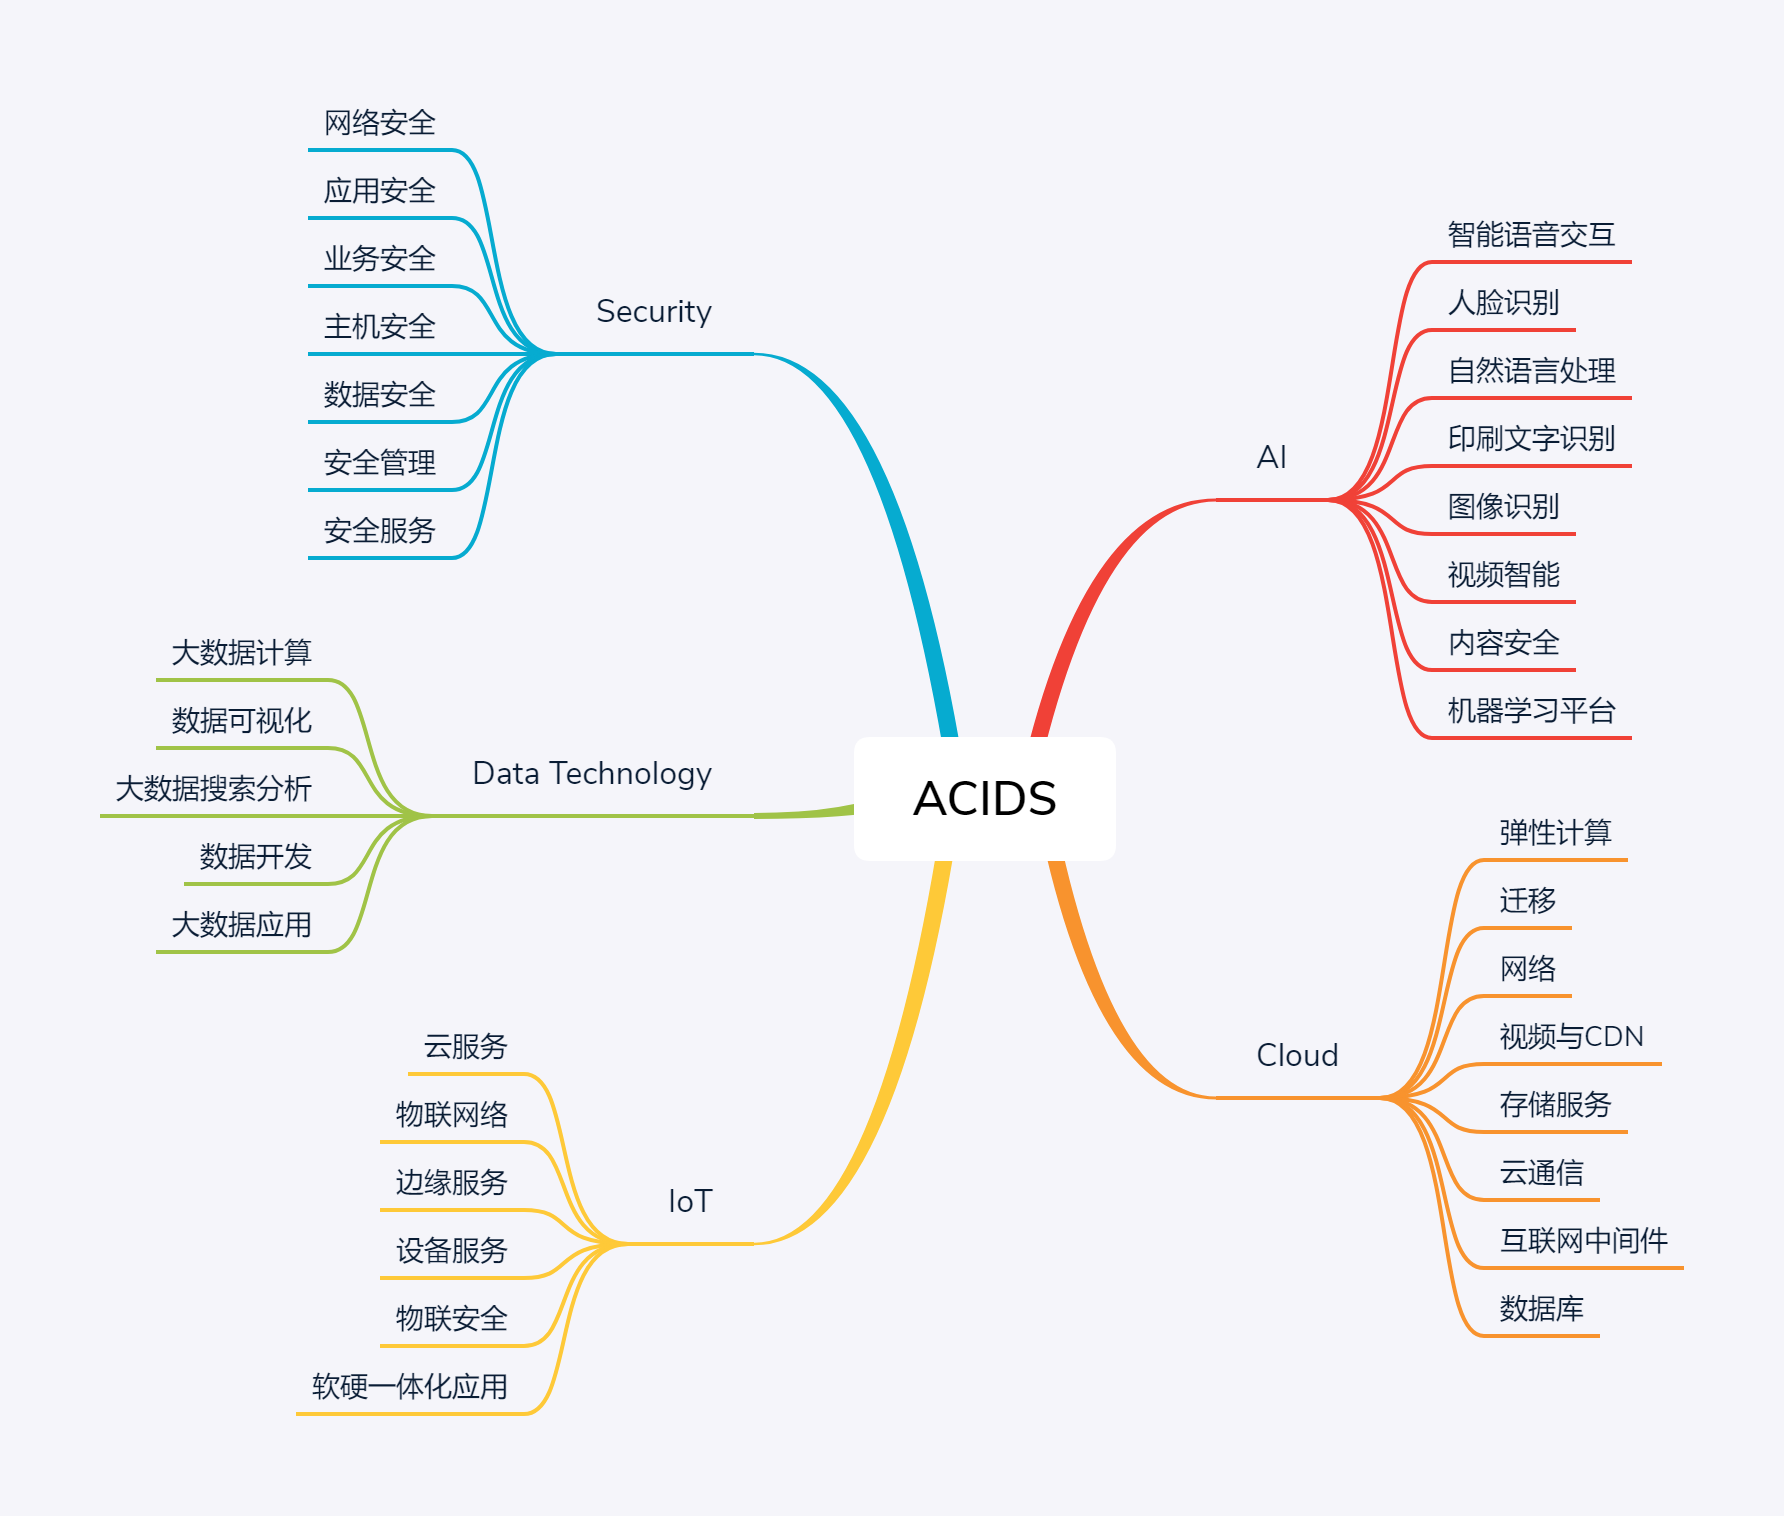 ACIDS
AI
智能语音交互
人脸识别
自然语言处理
印刷文字识别
图像识别
视频智能
内容安全
机器学习平台
Cloud
弹性计算
迁移
网络
视频与CDN
存储服务
云通信
互联网中间件
数据库
IoT
云服务
物联网络
边缘服务
设备服务
物联安全
软硬一体化应用
Data Technology
大数据计算
数据可视化
大数据搜索分析
数据开发
大数据应用
Security
网络安全
应用安全
业务安全
主机安全
数据安全
安全管理
安全服务